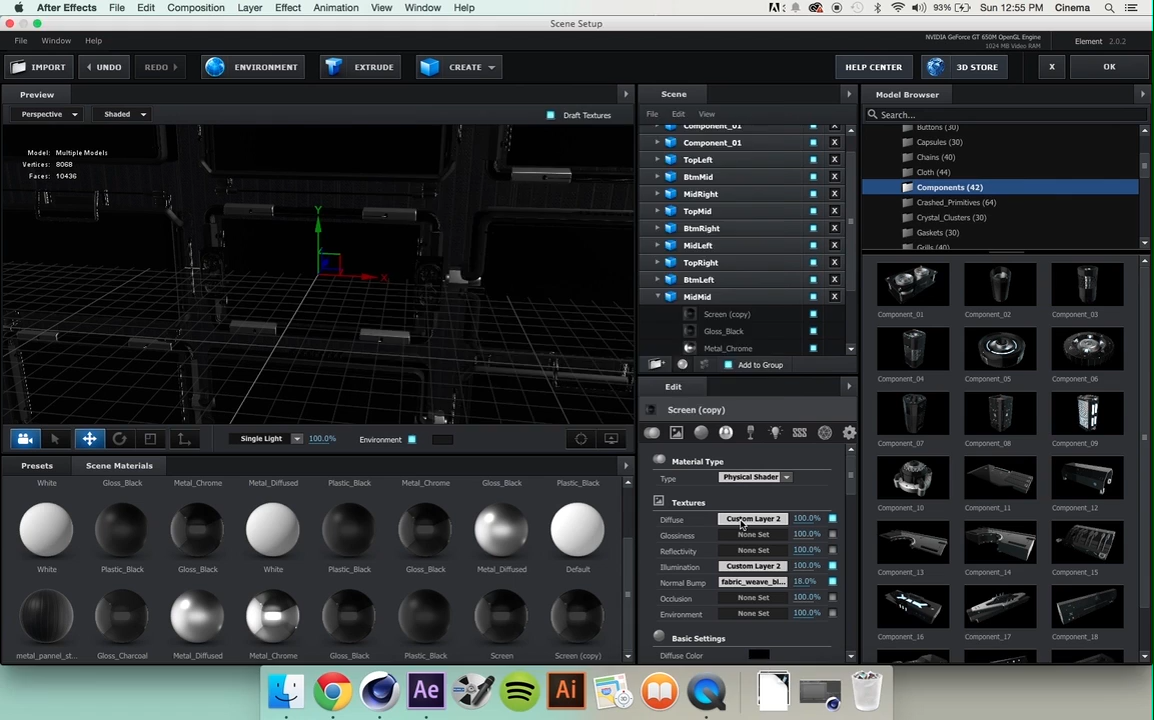 After Effects File Edit Composition Layer Effect Animation View Window Help 93% Sun 12:55 PM Cinema
Scene Setup
File Window Help NVIDIA GeForce GT 650M OpenGL Engine
1024 MB Video RAM Element 2.0.2
IMPORT UNDO REDO ENVIRONMENT EXTRUDE CREATE HELP CENTER 3D STORE X OK
Preview Scene Model Browser
Perspective Shaded Draft Textures File Edit View Search...
Component_01 X Buttons (30)
Component_01 X Capsules (30)
Model: Multiple Models
Vertices: 8068
Faces: 10436
TopLeft X Chains (40)
BtmMid X Cloth (44)
MidRight X Components (42)
TopMid X Crashed_Primitives (64)
BtmRight X Crystal_Clusters (51)
MidLeft X Gaskets (30)
TopRight X Grills (40)
BtmLeft X
MidMid X
Screen (copy)
Gloss_Black
Metal_Chrome
Add to Group
Y
X
Component_01 Component_02 Component_03
Component_04 Component_05 Component_06
Component_07 Component_08 Component_09
Component_10 Component_11 Component_12
Component_13 Component_14 Component_15
Component_16 Component_17 Component_18
Single Light 100.0% Environment
Edit
Screen (copy)
Material Type
Type Physical Shader
Textures
Diffuse Custom Layer 2 100.0%
Glossiness None Set 100.0%
Reflectivity None Set 100.0%
Illumination Custom Layer 2 100.0%
Normal Bump fabric_weave_bl... 18.0%
Occlusion None Set 100.0%
Environment None Set 100.0%
Basic Settings
Diffuse Color
Presets Scene Materials
White Gloss_Black Metal_Chrome Metal_Diffused Plastic_Black Metal_Chrome Gloss_Black Plastic_Black
White Plastic_Black Gloss_Black White Plastic_Black Gloss_Black Metal_Diffused Default
metal_pannel_st... Gloss_Charcoal Metal_Diffused Metal_Chrome Gloss_Black Plastic_Black Screen Screen (copy)
Ae Ai